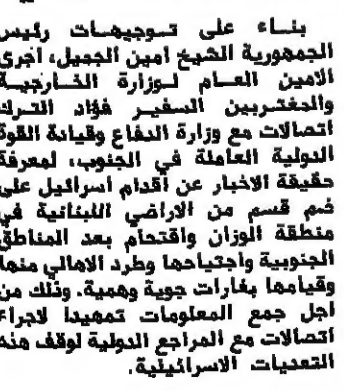 بناء على توجيهات رئيس
الجمهورية الشيخ امين الجميل، اجرى
الامين العام لوزارة الخارجية
والمغتربين السفير فؤاد الترك
اتصالات مع وزارة الدفاع وقيادة القوة
الدولية العاملة في الجنوب، لمعرفة
حقيقة الاخبار عن اقدام اسرائيل على
ضم قسم من الاراضي اللبنانية في
منطقة الوزان واقتحام بعد المناطق
الجنوبية واجتياحها وطرد الاهالي منها
وقيامها بغارات جوية وهمية. وذلك من
اجل جمع المعلومات تمهيدا لاجراء
اتصالات مع المراجع الدولية لوقف هذه
التعديات الاسرائيلية.